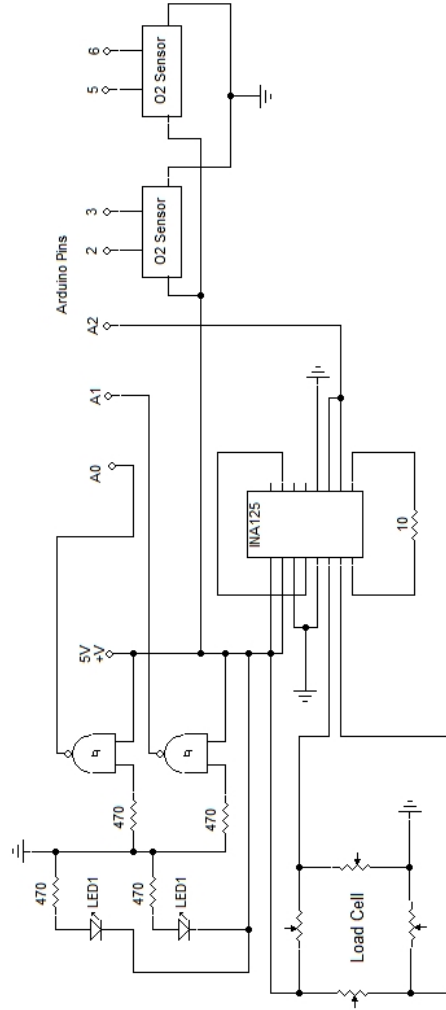 470
LED1
470
LED1
470
470
5V
+V
Arduino Pins
A0
A1
A2
2
3
5
6
O2 Sensor
O2 Sensor
INA125
10
Load Cell